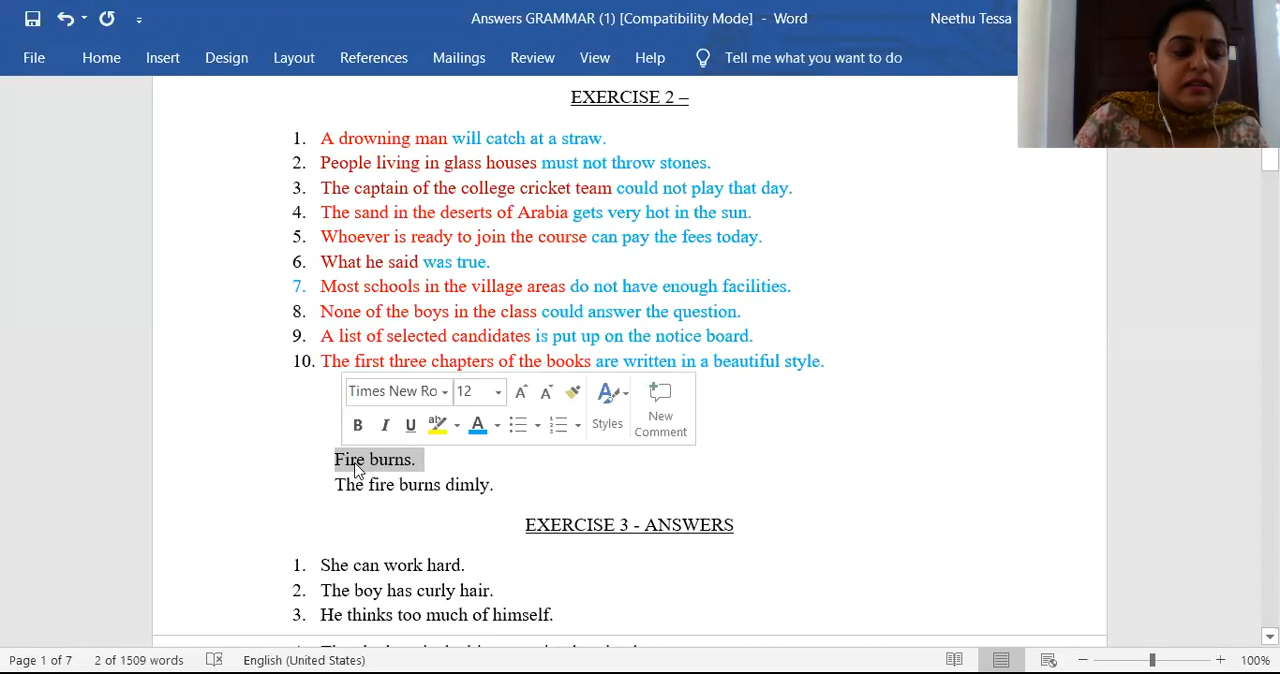 Answers GRAMMAR (1) [Compatibility Mode] - Word Neethu Tessa
File Home Insert Design Layout References Mailings Review View Help Tell me what you want to do
EXERCISE 2 –
1. A drowning man will catch at a straw.
2. People living in glass houses must not throw stones.
3. The captain of the college cricket team could not play that day.
4. The sand in the deserts of Arabia gets very hot in the sun.
5. Whoever is ready to join the course can pay the fees today.
6. What he said was true.
7. Most schools in the village areas do not have enough facilities.
8. None of the boys in the class could answer the question.
9. A list of selected candidates is put up on the notice board.
10. The first three chapters of the books are written in a beautiful style.
Times New Ro 12 A A A
B I U ab A Styles New
Comment
Fire burns.
The fire burns dimly.
EXERCISE 3 - ANSWERS
1. She can work hard.
2. The boy has curly hair.
3. He thinks too much of himself.
Page 1 of 7 2 of 1509 words English (United States) 100%